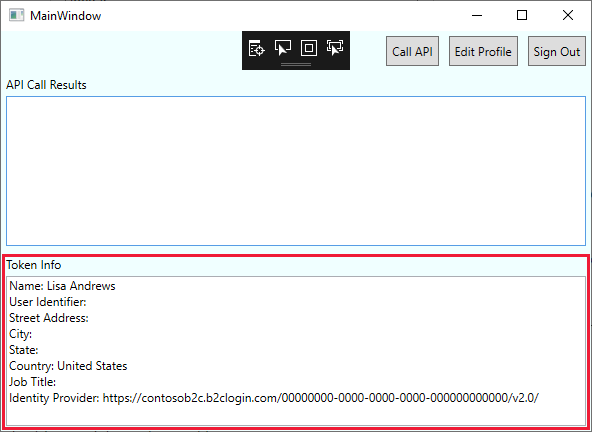 MainWindow
Call API
Edit Profile
Sign Out
API Call Results
Token Info
Name: Lisa Andrews
User Identifier:
Street Address:
City:
State:
Country: United States
Job Title:
Identity Provider: https://contosob2c.b2clogin.com/00000000-0000-0000-0000-000000000000/v2.0/